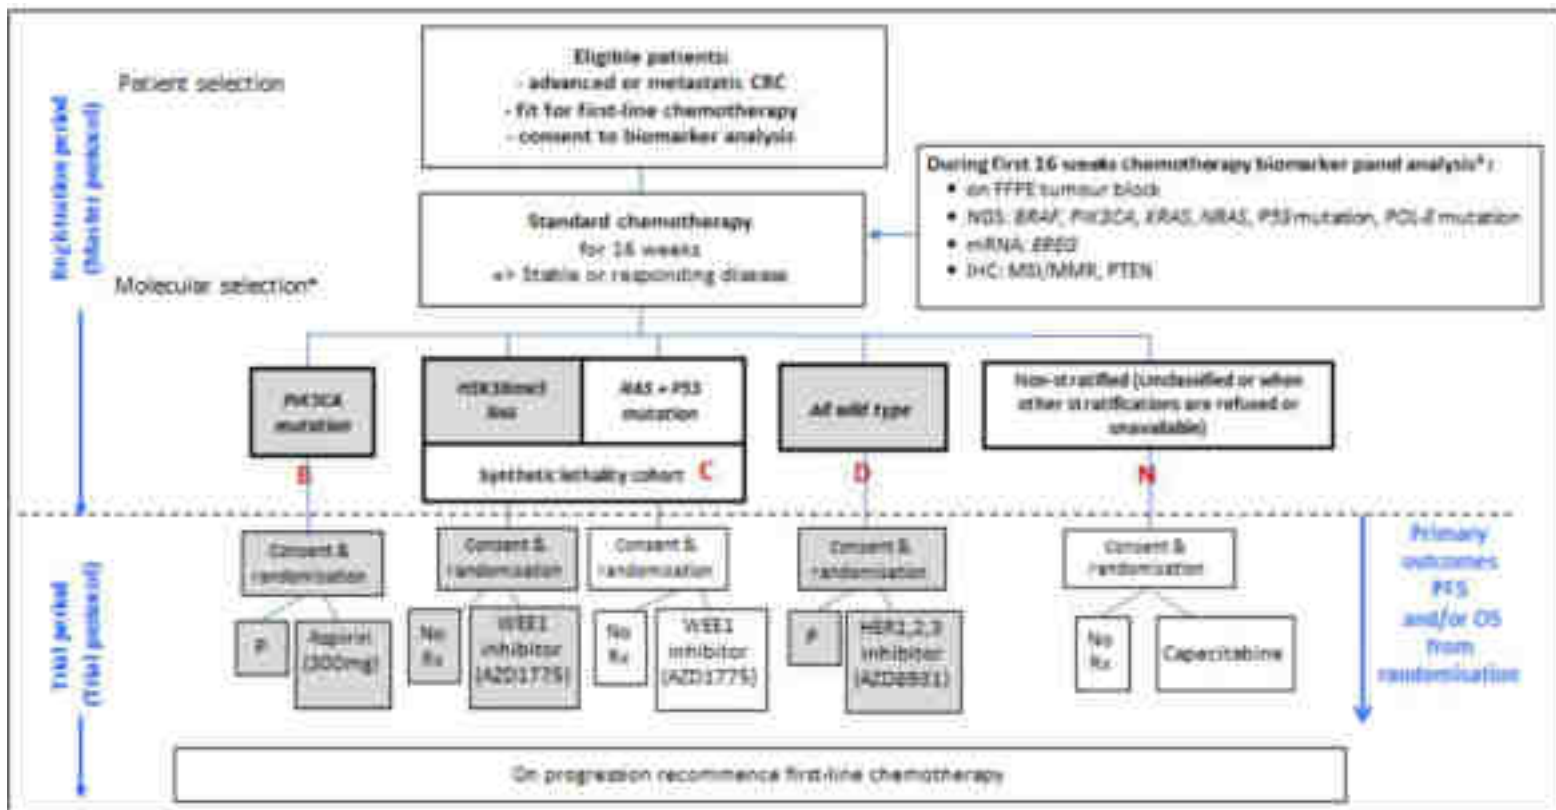 Patient selection
Eligible patients:
- advanced or metastatic CRC
- fit for first-line chemotherapy
- consent to biomarker analysis
Registration period
(Master protocol)
During first 16 weeks chemotherapy biomarker panel analysis* :
• on FFPE tumour block
• NGS: BRAF, PIK3CA, KRAS, NRAS, P53 mutation, POL-E mutation
• mRNA: EREG
• IHC: MSI/MMR, PTEN
Standard chemotherapy
for 16 weeks
=> Stable or responding disease
Molecular selection*
PIK3CA
mutation
H3K36me3
loss
RAS + P53
mutation
Synthetic lethality cohort C
All wild type
Non-stratified (Unclassified or when
other stratifications are refused or
unavailable)
B
D
N
Trial period
(Trial protocol)
Consent &
randomisation
Consent &
randomisation
Consent &
randomisation
Consent &
randomisation
Consent &
randomisation
P
Aspirin
(300mg)
No
Rx
WEE1
inhibitor
(AZD1775)
No
Rx
WEE1
inhibitor
(AZD1775)
P
HER1,2,3
inhibitor
(AZD8931)
No
Rx
Capecitabine
Primary
outcomes
PFS
and/or OS
from
randomisation
On progression recommence first-line chemotherapy